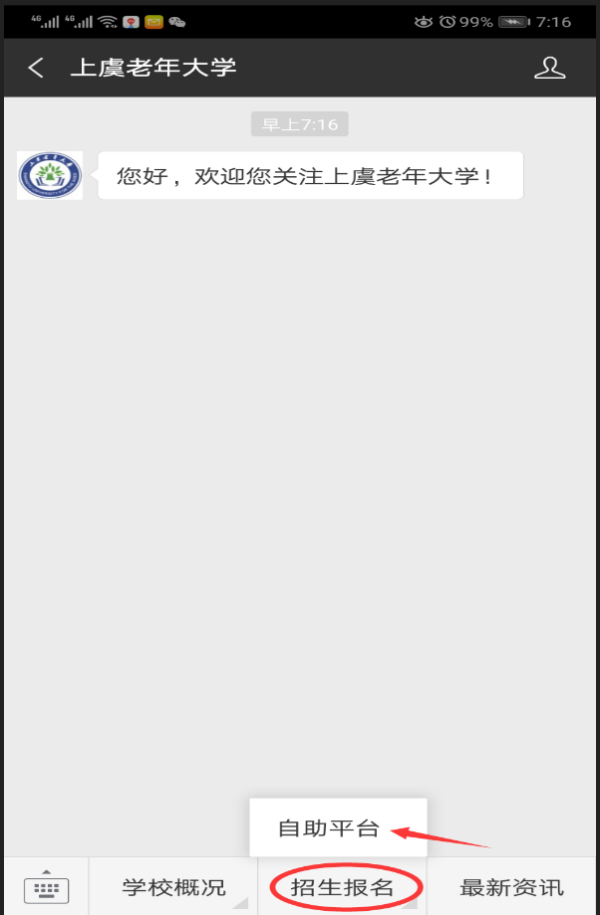 4G 4G 99% 7:16
上虞老年大学
早上7:16
您好，欢迎您关注上虞老年大学！
自助平台
学校概况 招生报名 最新资讯